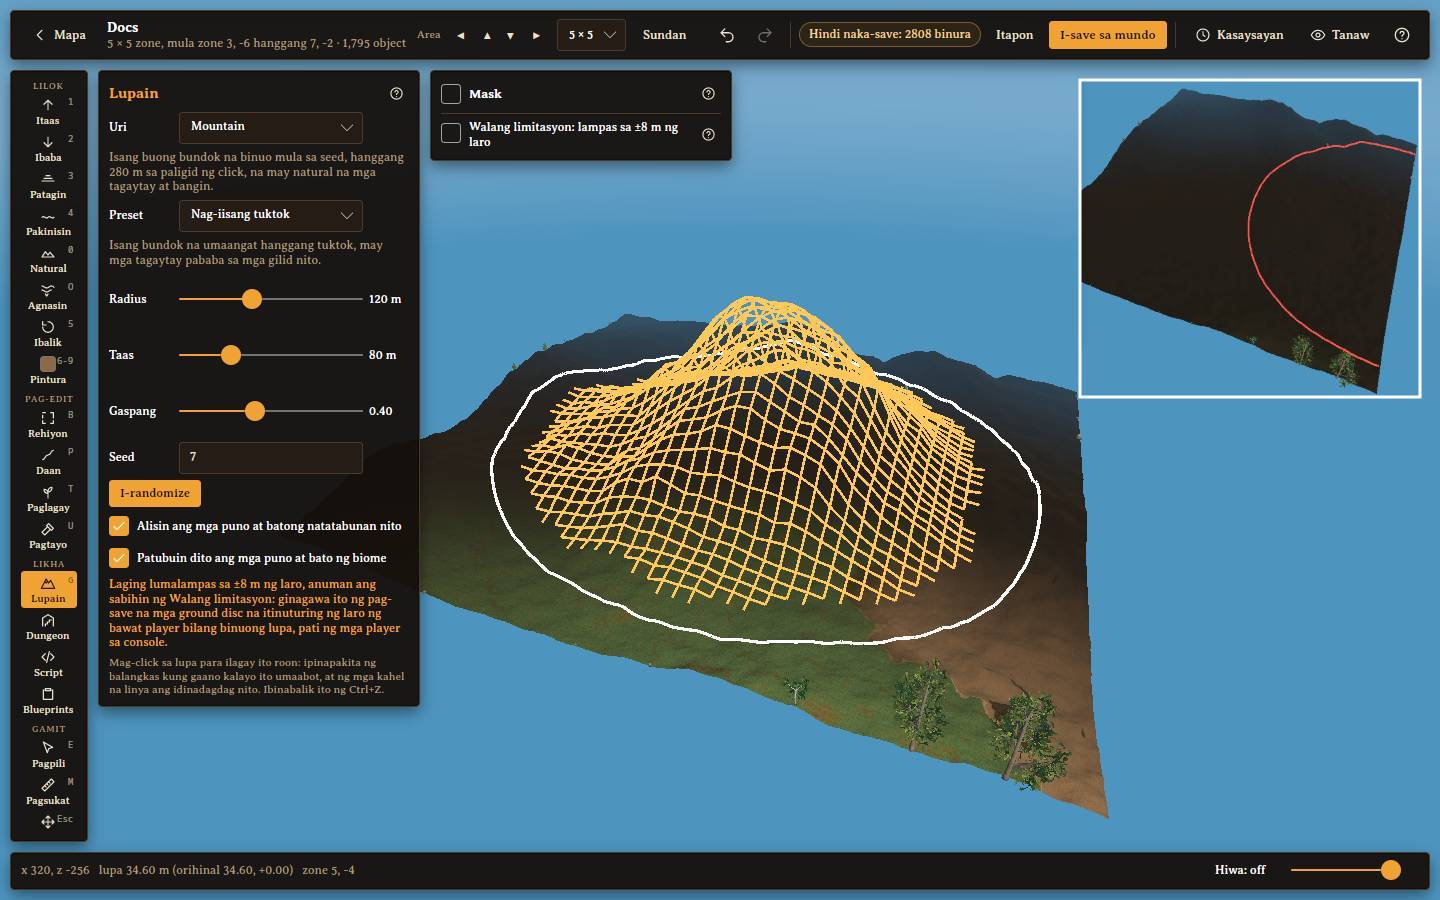 Mapa
Docs
5 × 5 zone, mula zone 3, -6 hanggang 7, -2 · 1,795 object
Area
5 × 5
Sundan
Hindi naka-save: 2808 binura
Itapon
I-save sa mundo
Kasaysayan
Tanaw
LILOK
1
Itaas
2
Ibaba
3
Patagin
4
Pakinisin
0
Natural
O
Agnasin
5
Ibalik
6-9
Pintura
PAG-EDIT
B
Rehiyon
P
Daan
T
Paglagay
U
Pagtayo
LIKHA
G
Lupain
Dungeon
Script
Blueprints
GAMIT
E
Pagpili
M
Pagsukat
Esc
Lupain
Uri
Mountain
Isang buong bundok na binuo mula sa seed, hanggang
280 m sa paligid ng click, na may natural na mga
tagaytay at bangin.
Preset
Nag-iisang tuktok
Isang bundok na umaangat hanggang tuktok, may
mga tagaytay pababa sa mga gilid nito.
Radius
120 m
Taas
80 m
Gaspang
0.40
Seed
7
I-randomize
Alisin ang mga puno at batong natatabunan nito
Patubuin dito ang mga puno at bato ng biome
Laging lumalampas sa ±8 m ng laro, anuman ang
sabihin ng Walang limitasyon: ginagawa ito ng pag-
save na mga ground disc na itinuturing ng laro ng
bawat player bilang binuong lupa, pati ng mga player
sa console.
Mag-click sa lupa para ilagay ito roon: ipinapakita ng
balangkas kung gaano kalayo ito umaabot, at ng mga kahel
na linya ang idinadagdag nito. Ibinabalik ito ng Ctrl+Z.
Mask
Walang limitasyon: lampas sa ±8 m ng
laro
x 320, z -256 lupa 34.60 m (orihinal 34.60, +0.00) zone 5, -4
Hiwa: off